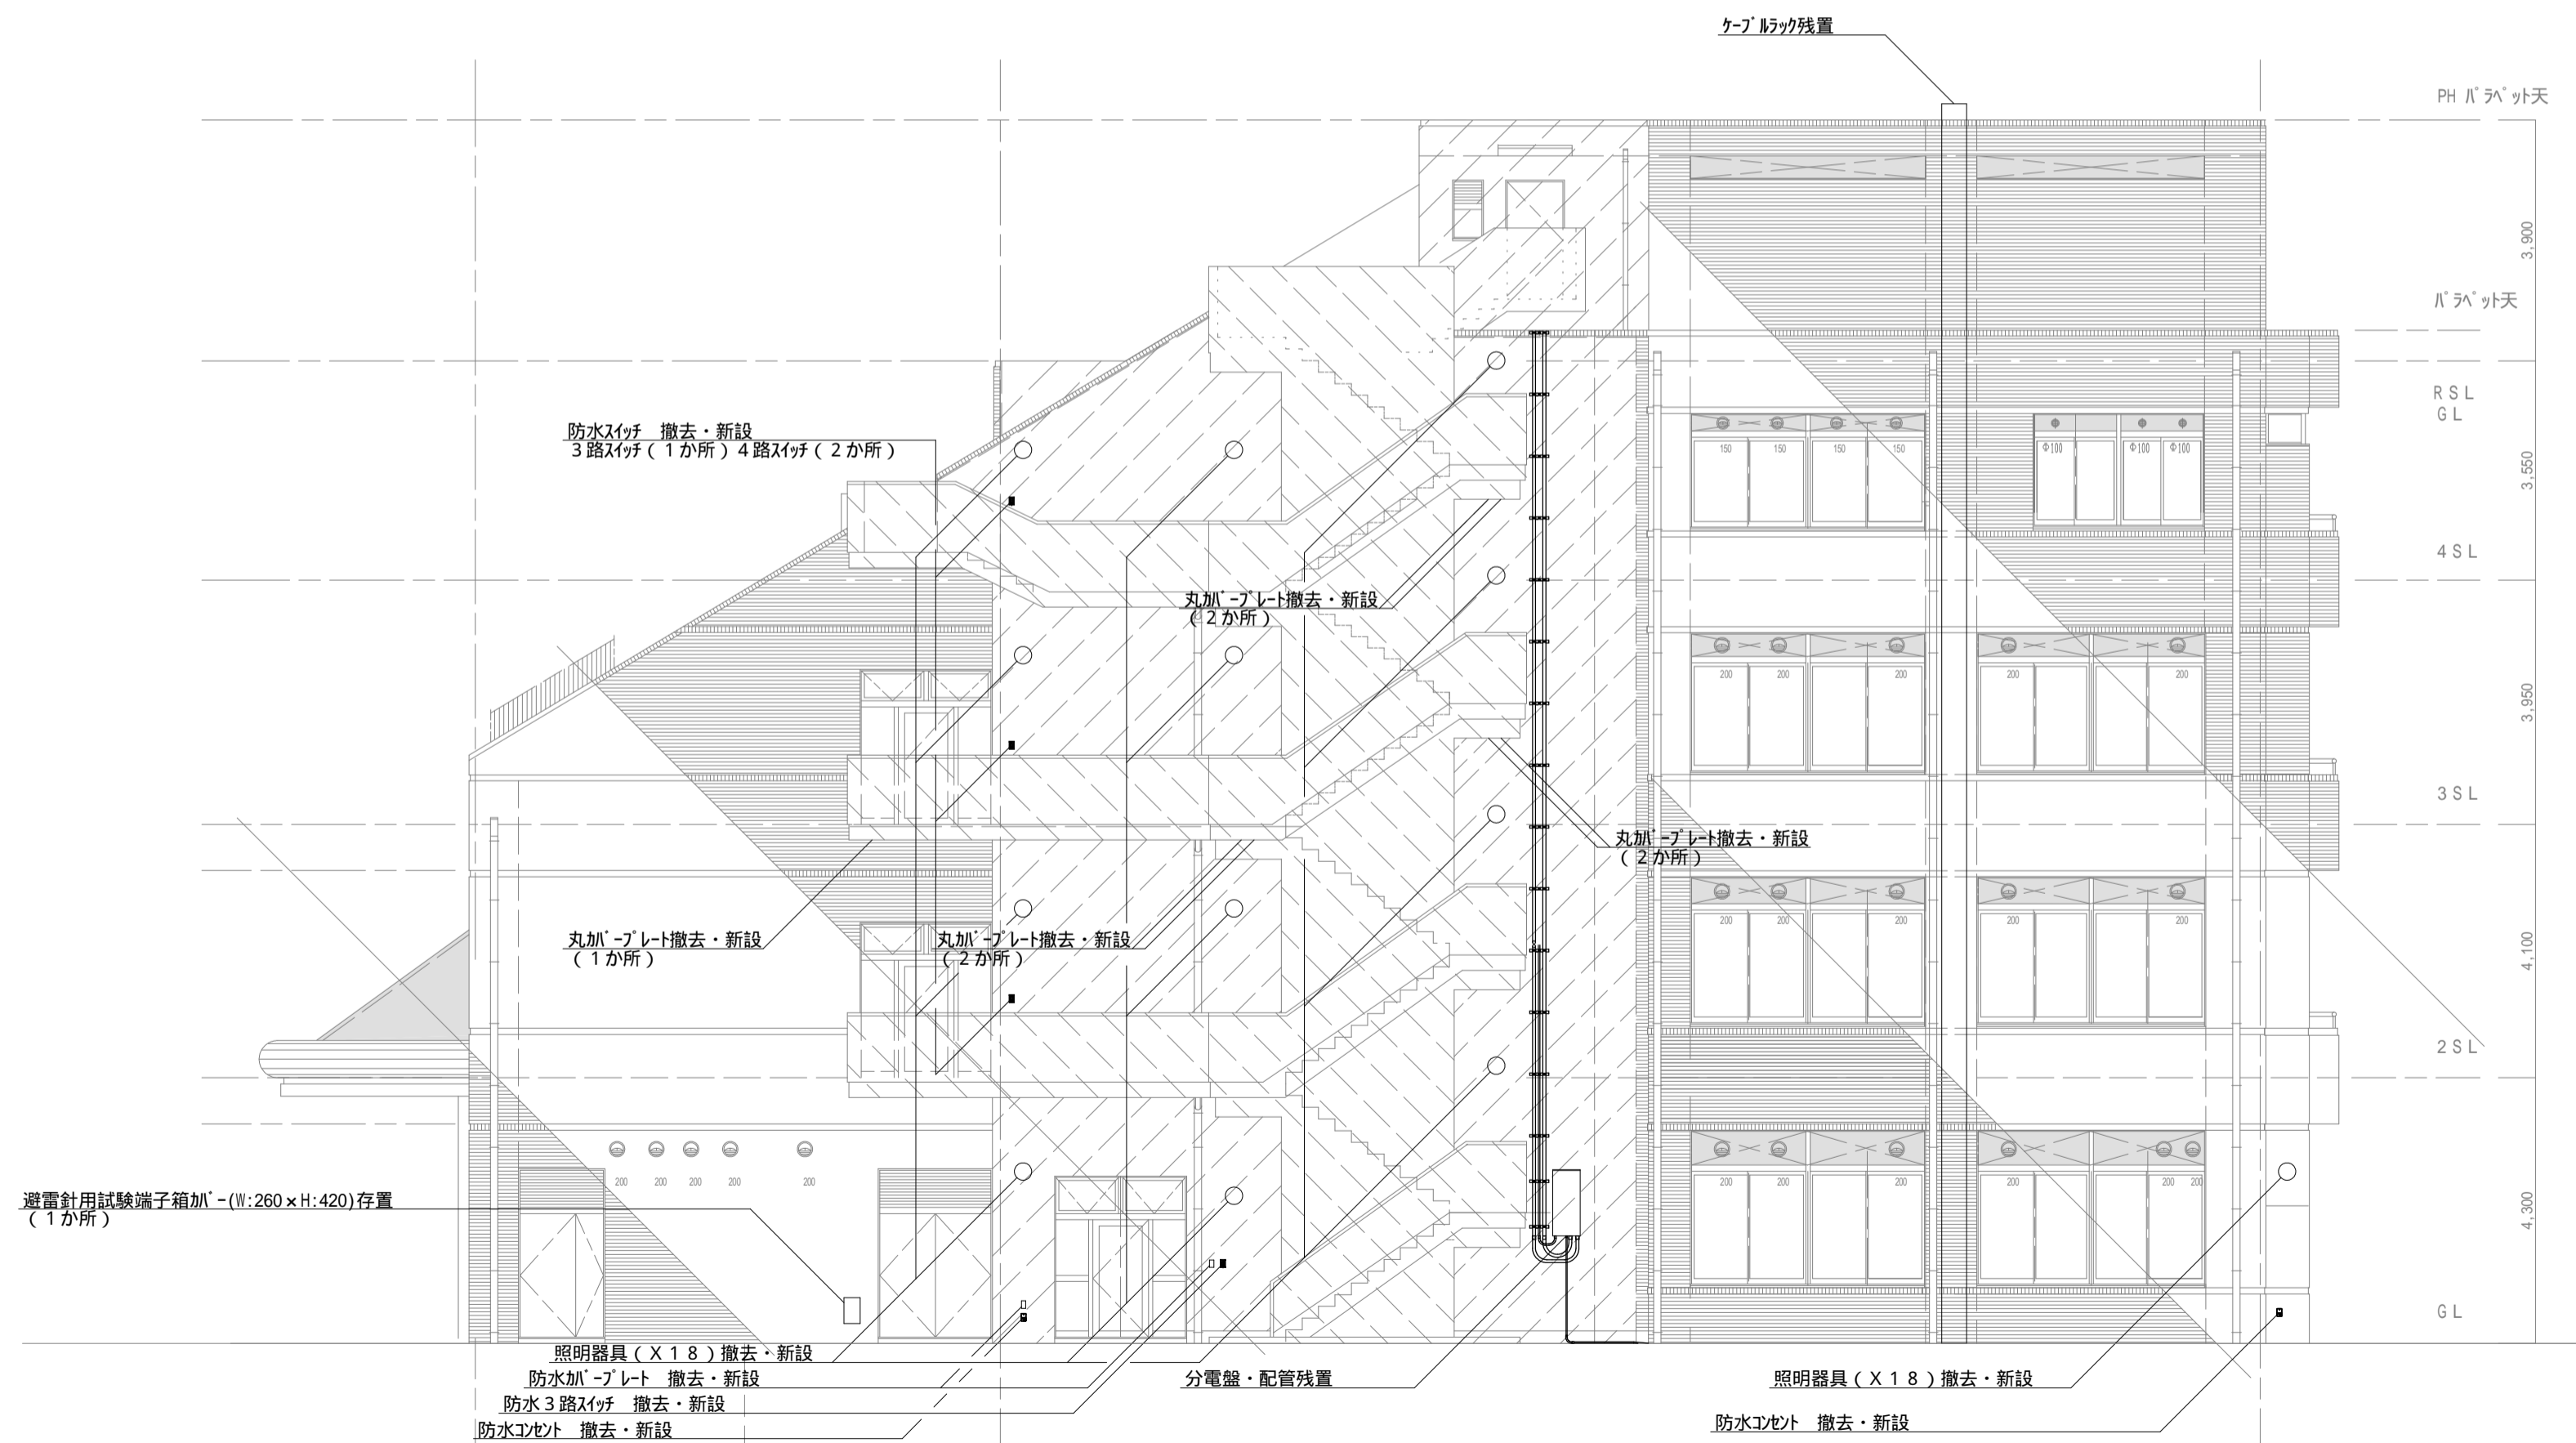 ケーブルラック残置
PH パラペット天
3,900
パラペット天
RSL
GL
防水スイッチ 撤去・新設
3路スイッチ(1か所)4路スイッチ(2か所)
150 150 150 150
Φ100 Φ100 Φ100
3,550
4SL
丸カバープレート撤去・新設
(2か所)
200 200 200 200 200
3,950
3SL
丸カバープレート撤去・新設
(2か所)
丸カバープレート撤去・新設
(1か所)
丸カバープレート撤去・新設
(2か所)
200 200 200 200 200
4,100
2SL
200 200 200 200 200
200 200 200 200 200 200
避雷針用試験端子箱カバー(W:260×H:420)存置
(1か所)
4,300
GL
照明器具(X18)撤去・新設
防水カバープレート 撤去・新設
防水3路スイッチ 撤去・新設
防水コンセント 撤去・新設
分電盤・配管残置
照明器具(X18)撤去・新設
防水コンセント 撤去・新設